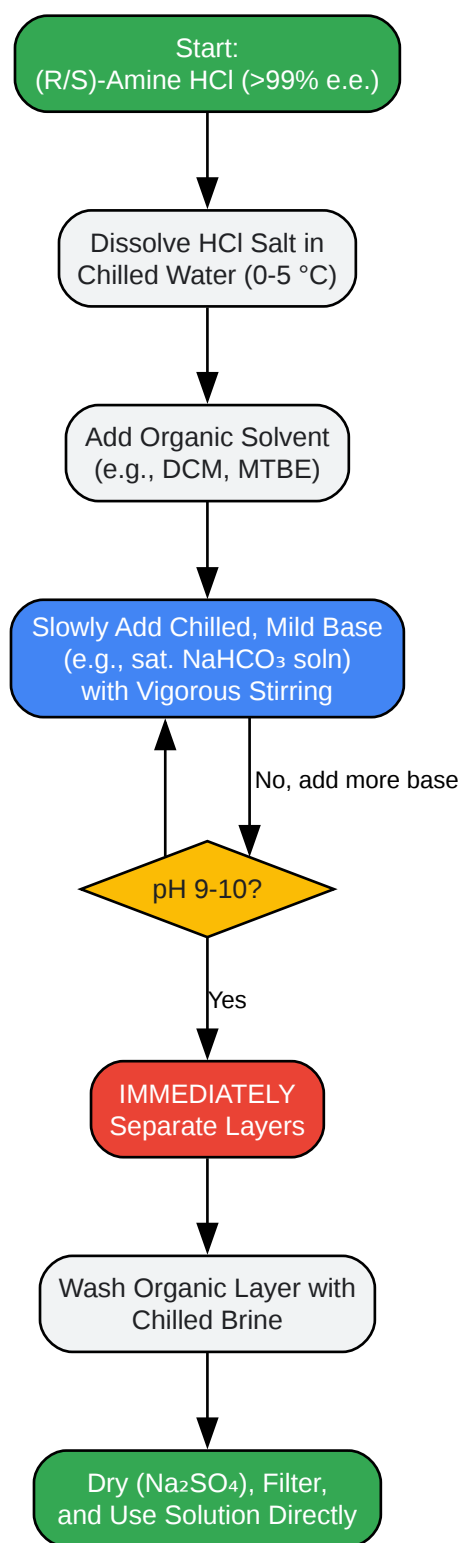 Start:
(R/S)-Amine HCl (>99% e.e.)
Dissolve HCl Salt in
Chilled Water (0-5 °C)
Add Organic Solvent
(e.g., DCM, MTBE)
Slowly Add Chilled, Mild Base
(e.g., sat. NaHCO₃ soln)
with Vigorous Stirring
No, add more base
pH 9-10?
Yes
IMMEDIATELY
Separate Layers
Wash Organic Layer with
Chilled Brine
Dry (Na₂SO₄), Filter,
and Use Solution Directly